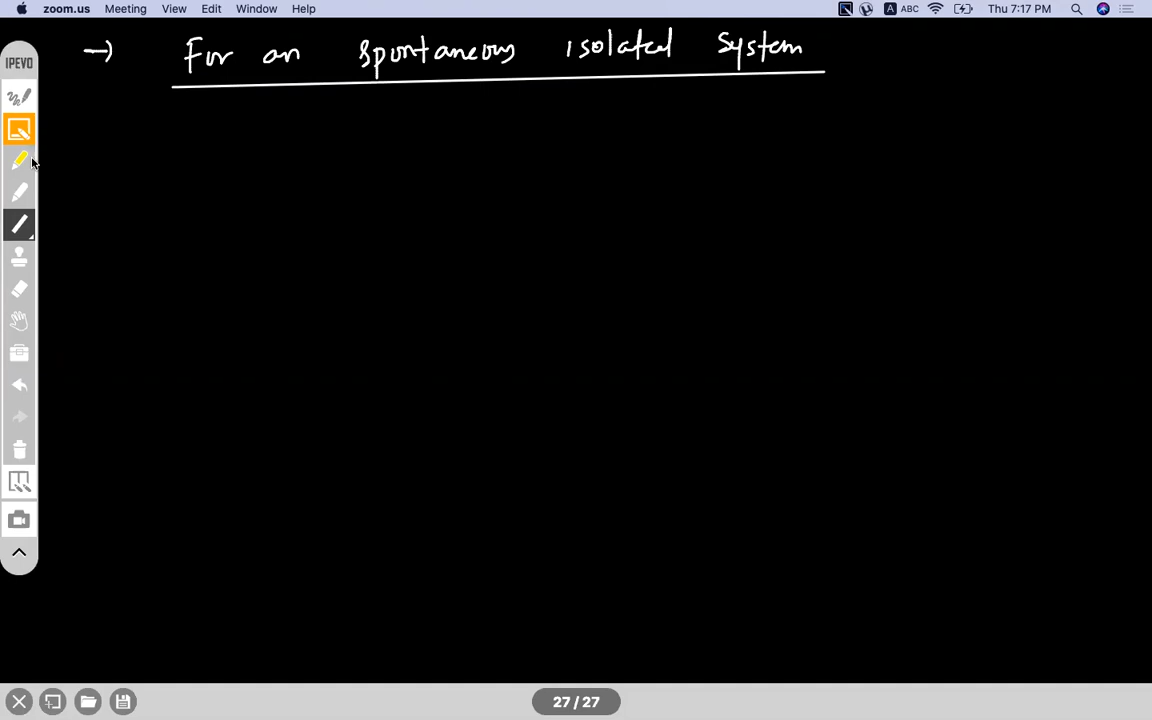 zoom.us Meeting View Edit Window Help A ABC Thu 7:17 PM
→ For an spontaneous isolated System
IPEVO
27 / 27